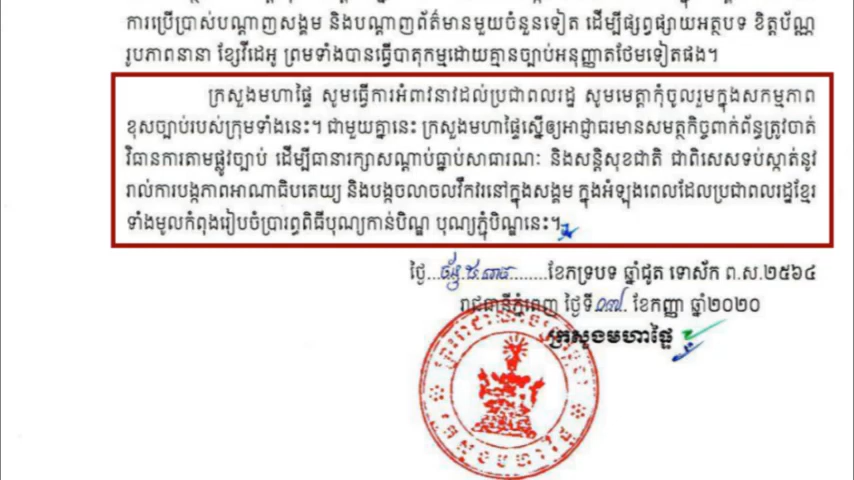 ការប្រើប្រាស់បណ្តាញសង្គម និងបណ្តាញព័ត៌មានមួយចំនួនទៀត ដើម្បីផ្សព្វផ្សាយអត្ថបទ ខិត្តប័ណ្ណ
រូបភាពនានា ខ្សែវីដេអូ ព្រមទាំងបានធ្វើបាតុកម្មដោយគ្មានច្បាប់អនុញ្ញាតថែមទៀតផង។
ក្រសួងមហាផ្ទៃ សូមធ្វើការអំពាវនាវដល់ប្រជាពលរដ្ឋ សូមមេត្តាកុំចូលរួមក្នុងសកម្មភាព
ខុសច្បាប់របស់ក្រុមទាំងនេះ។ ជាមួយគ្នានេះ ក្រសួងមហាផ្ទៃស្នើឲ្យអាជ្ញាធរមានសមត្ថកិច្ចពាក់ព័ន្ធត្រូវចាត់
វិធានការតាមផ្លូវច្បាប់ ដើម្បីធានារក្សាសណ្តាប់ធ្នាប់សាធារណៈ និងសន្តិសុខជាតិ ជាពិសេសទប់ស្កាត់នូវ
រាល់ការបង្កភាពអាណាធិបតេយ្យ និងបង្កចលាចលវឹកវរនៅក្នុងសង្គម ក្នុងអំឡុងពេលដែលប្រជាពលរដ្ឋខ្មែរ
ទាំងមូលកំពុងរៀបចំប្រារព្ធពិធីបុណ្យកាន់បិណ្ឌ បុណ្យភ្ជុំបិណ្ឌនេះ។
ថ្ងៃ ខែភទ្របទ ឆ្នាំជូត ទោស័ក ព.ស.២៥៦៤
រាជធានីភ្នំពេញ ថ្ងៃទី ០៧ ខែកញ្ញា ឆ្នាំ២០២០
ក្រសួងមហាផ្ទៃ